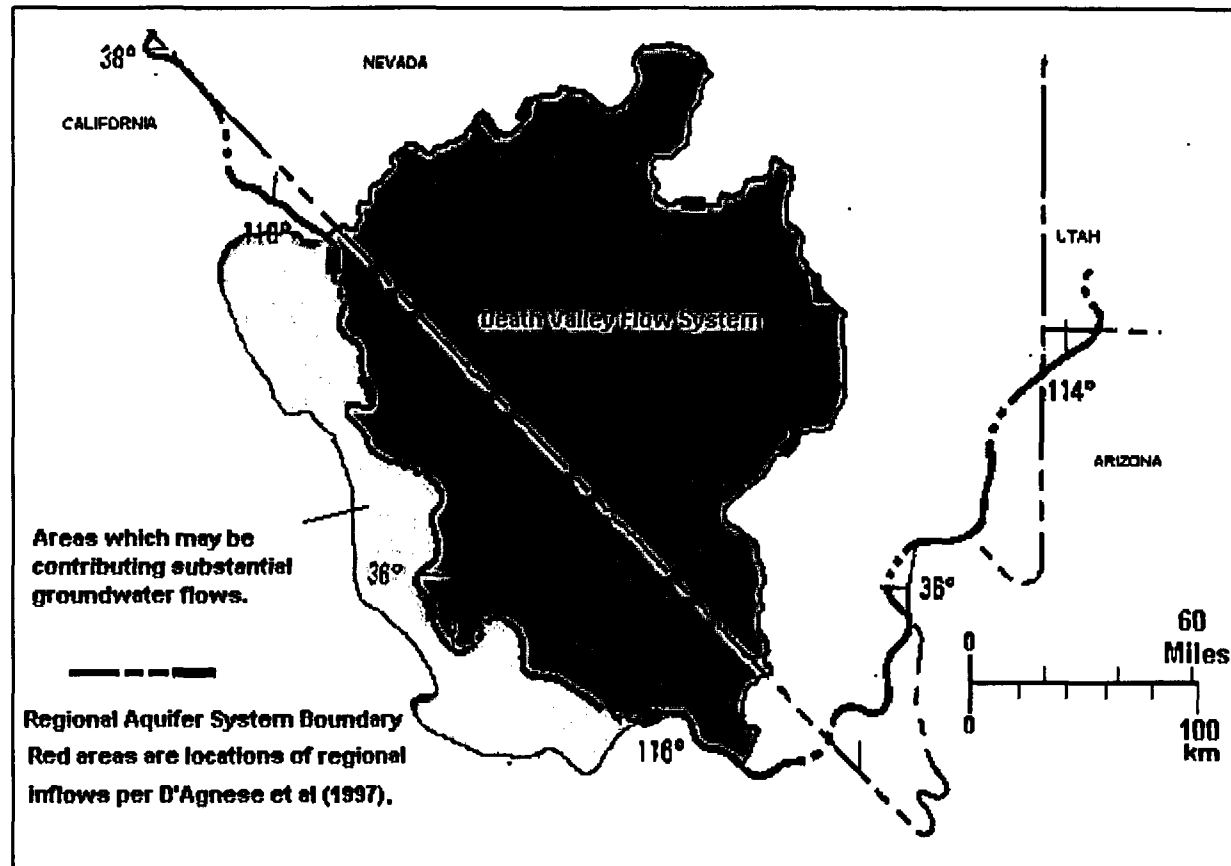 38°
NEVADA
CALIFORNIA
UTAH
Death Valley Flow System
114°
ARIZONA
Areas which may be
contributing substantial
groundwater flows.
36°
36°
0
60
Miles
Regional Aquifer System Boundary
116°
0
100
km
Red areas are locations of regional
inflows per D'Agnese et al (1997).